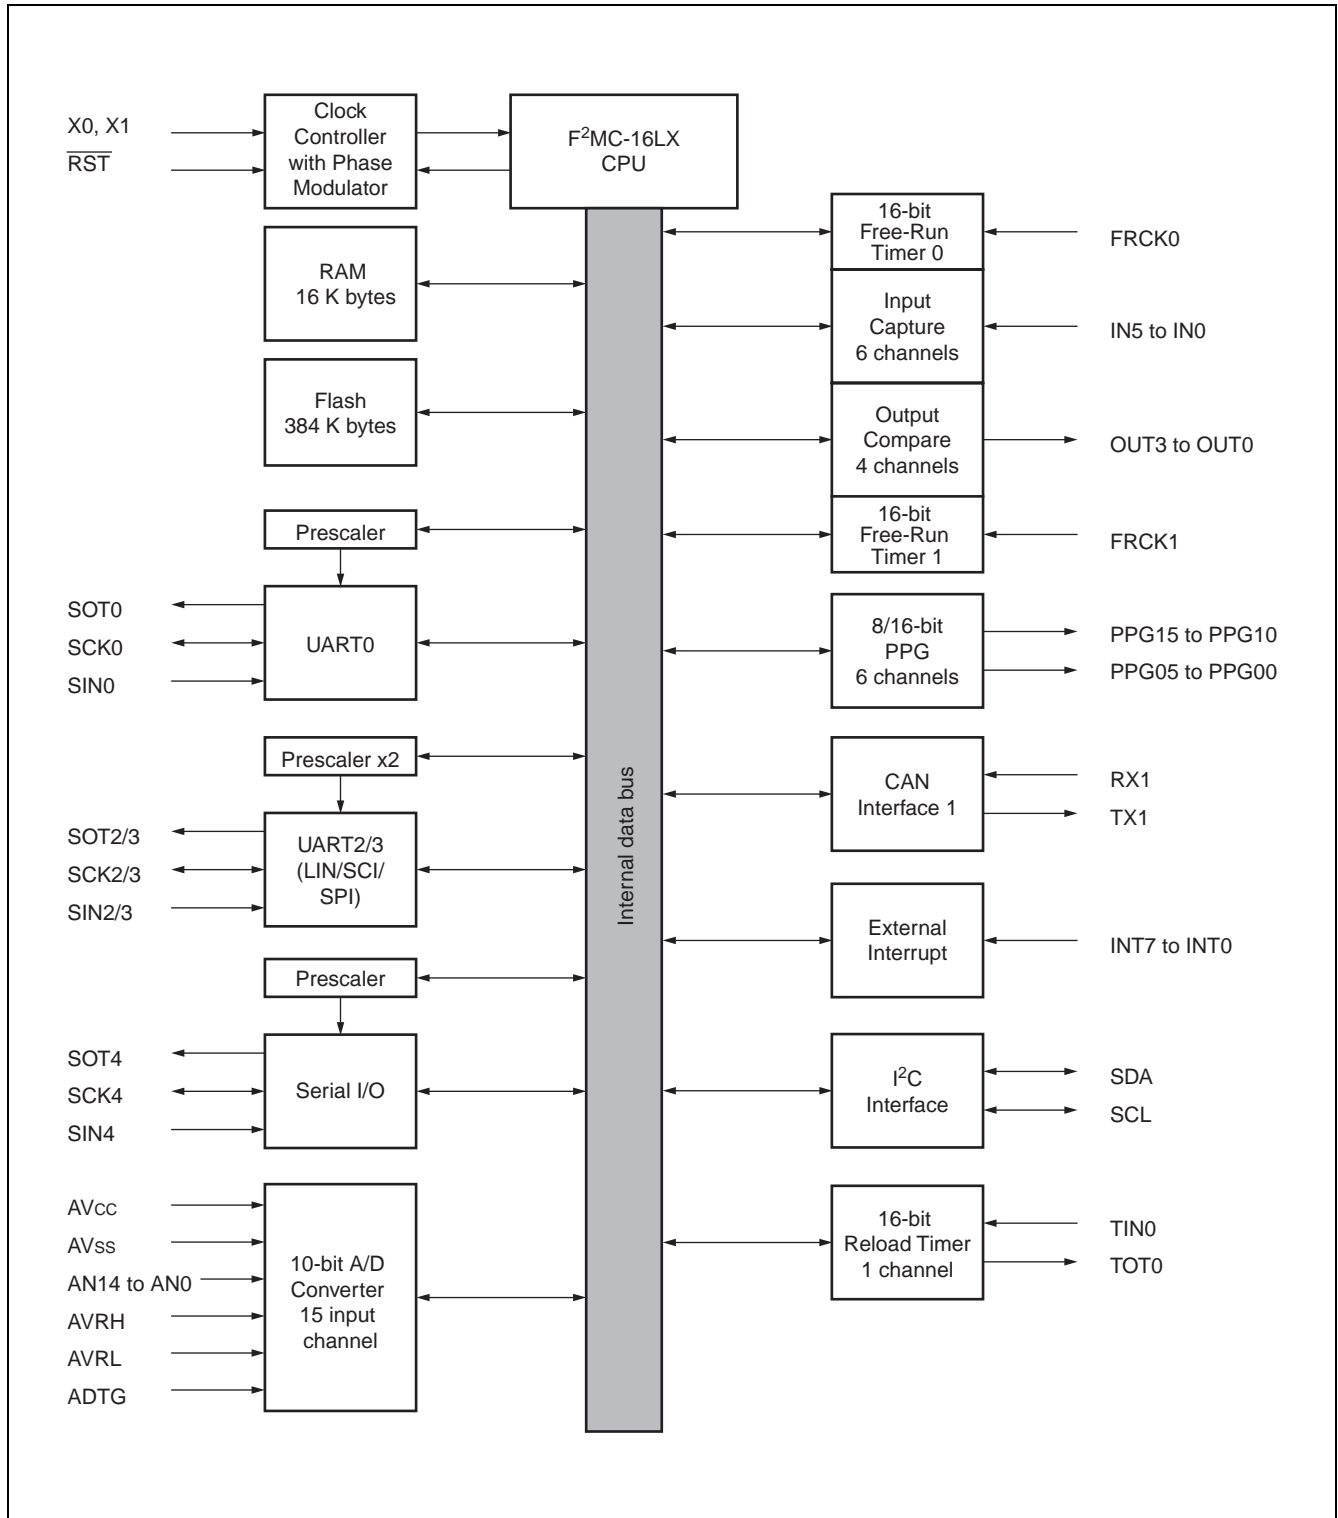 X0, X1
RST
Clock
Controller
with Phase
Modulator
F²MC-16LX
CPU
RAM
16 K bytes
Flash
384 K bytes
Prescaler
SOT0
SCK0
SIN0
UART0
Prescaler x2
SOT2/3
SCK2/3
SIN2/3
UART2/3
(LIN/SCI/
SPI)
Prescaler
SOT4
SCK4
SIN4
Serial I/O
AVcc
AVss
AN14 to AN0
AVRH
AVRL
ADTG
10-bit A/D
Converter
15 input
channel
Internal data bus
16-bit
Free-Run
Timer 0
FRCK0
Input
Capture
6 channels
IN5 to IN0
Output
Compare
4 channels
OUT3 to OUT0
16-bit
Free-Run
Timer 1
FRCK1
8/16-bit
PPG
6 channels
PPG15 to PPG10
PPG05 to PPG00
CAN
Interface 1
RX1
TX1
External
Interrupt
INT7 to INT0
I²C
Interface
SDA
SCL
16-bit
Reload Timer
1 channel
TIN0
TOT0